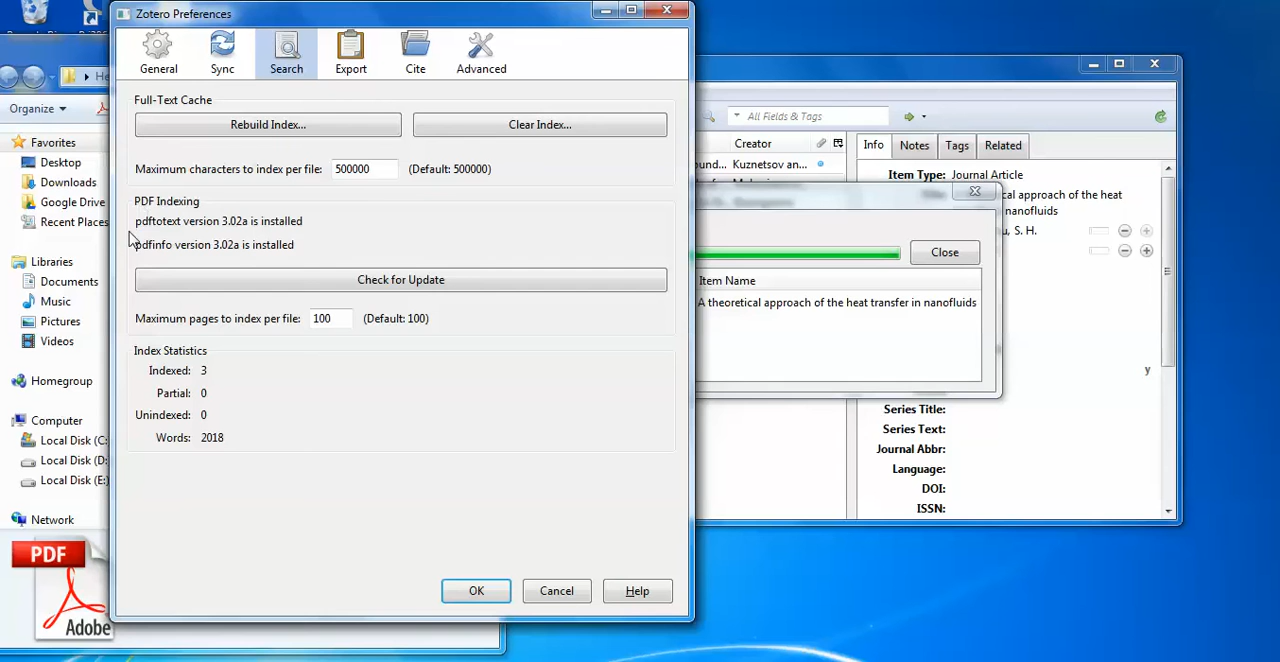 Zotero Preferences
General
Sync
Search
Export
Cite
Advanced
Full-Text Cache
Rebuild Index...
Clear Index...
Maximum characters to index per file:
500000
(Default: 500000)
PDF Indexing
pdftotext version 3.02a is installed
pdfinfo version 3.02a is installed
Check for Update
Maximum pages to index per file:
100
(Default: 100)
Index Statistics
Indexed: 3
Partial: 0
Unindexed: 0
Words: 2018
OK
Cancel
Help
Organize
Favorites
Desktop
Downloads
Google Drive
Recent Places
Libraries
Documents
Music
Pictures
Videos
Homegroup
Computer
Local Disk (C:
Local Disk (D:
Local Disk (E:
Network
PDF
Adobe
All Fields & Tags
Creator
Kuznetsov an...
Close
Item Name
A theoretical approach of the heat transfer in nanofluids
Info
Notes
Tags
Related
Item Type: Journal Article
cal approach of the heat
nanofluids
u, S. H.
y
Series Title:
Series Text:
Journal Abbr:
Language:
DOI:
ISSN: